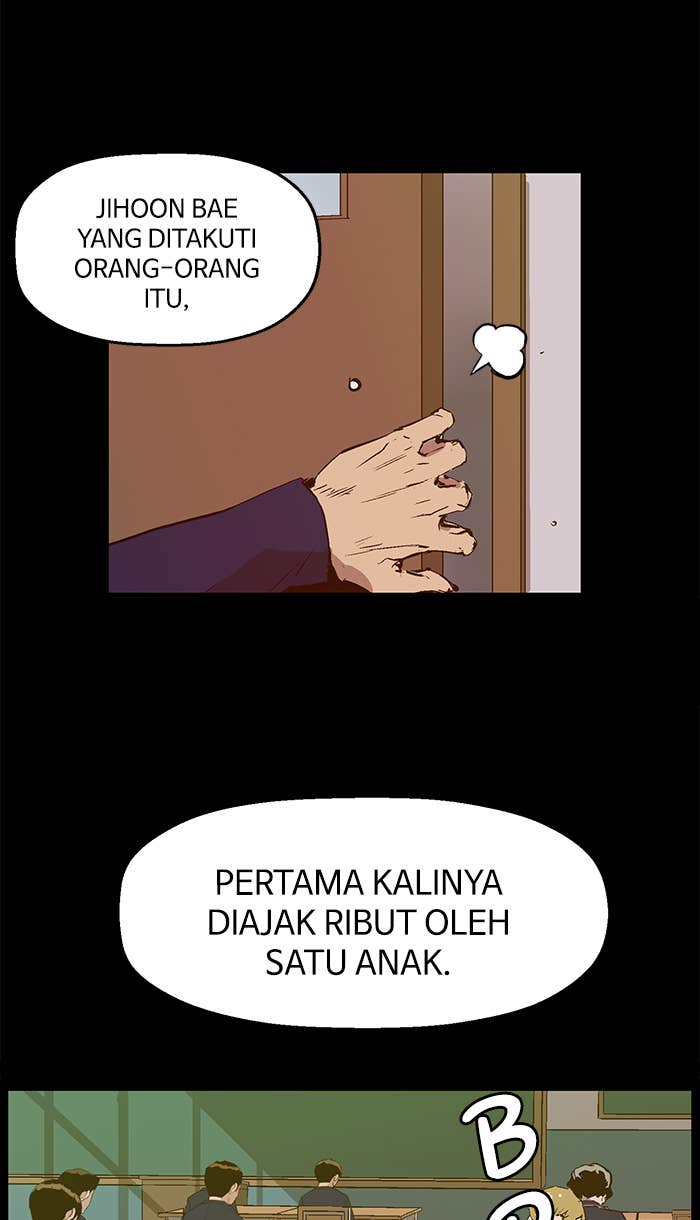 JIHOON BAE
YANG DITAKUTI
ORANG-ORANG
ITU,
PERTAMA KALINYA
DIAJAK RIBUT OLEH
SATU ANAK.
B